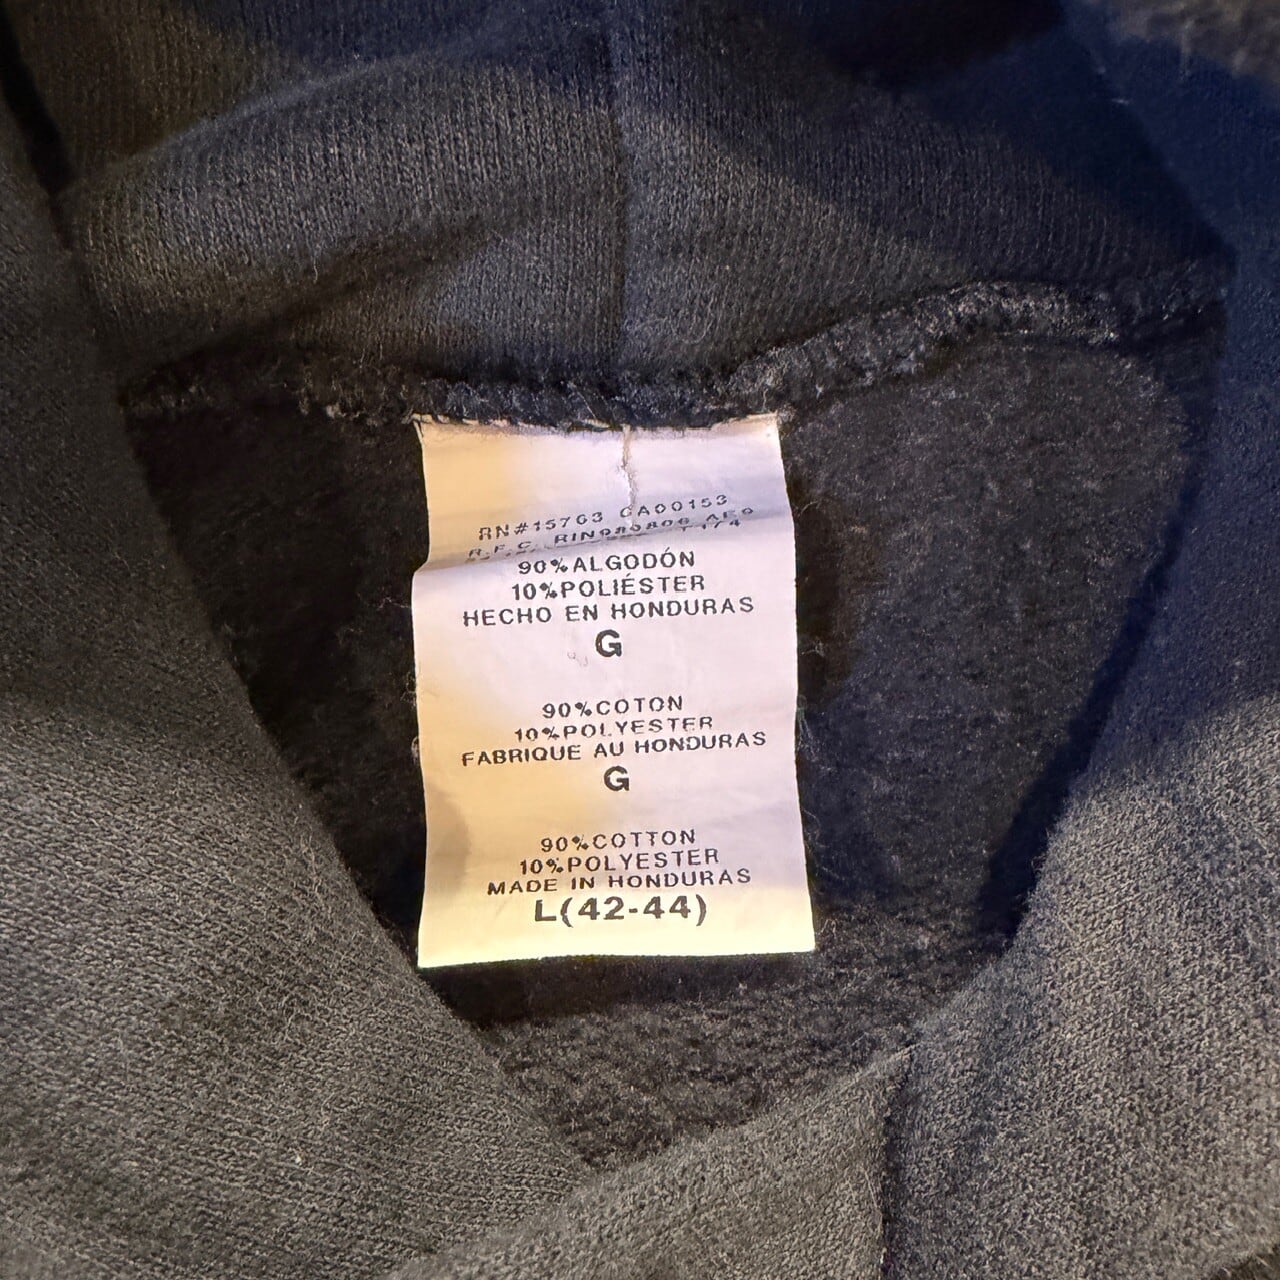 RN#15763 CA00153
R.F.C.
90%ALGODÓN
10%POLIÉSTER
HECHO EN HONDURAS
G
90%COTON
10%POLYESTER
FABRIQUE AU HONDURAS
G
90%COTTON
10%POLYESTER
MADE IN HONDURAS
L(42-44)